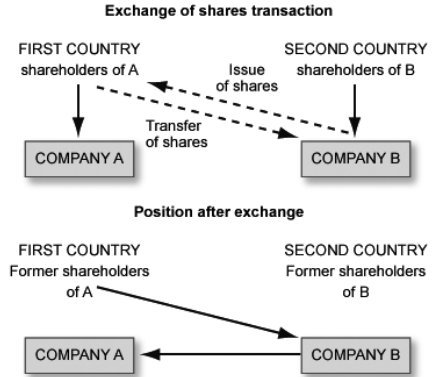 Exchange of shares transaction
FIRST COUNTRY
shareholders of A
SECOND COUNTRY
shareholders of B
Issue
of shares
Transfer
of shares
COMPANY A
COMPANY B
Position after exchange
FIRST COUNTRY
Former shareholders
of A
SECOND COUNTRY
Former shareholders
of B
COMPANY A
COMPANY B